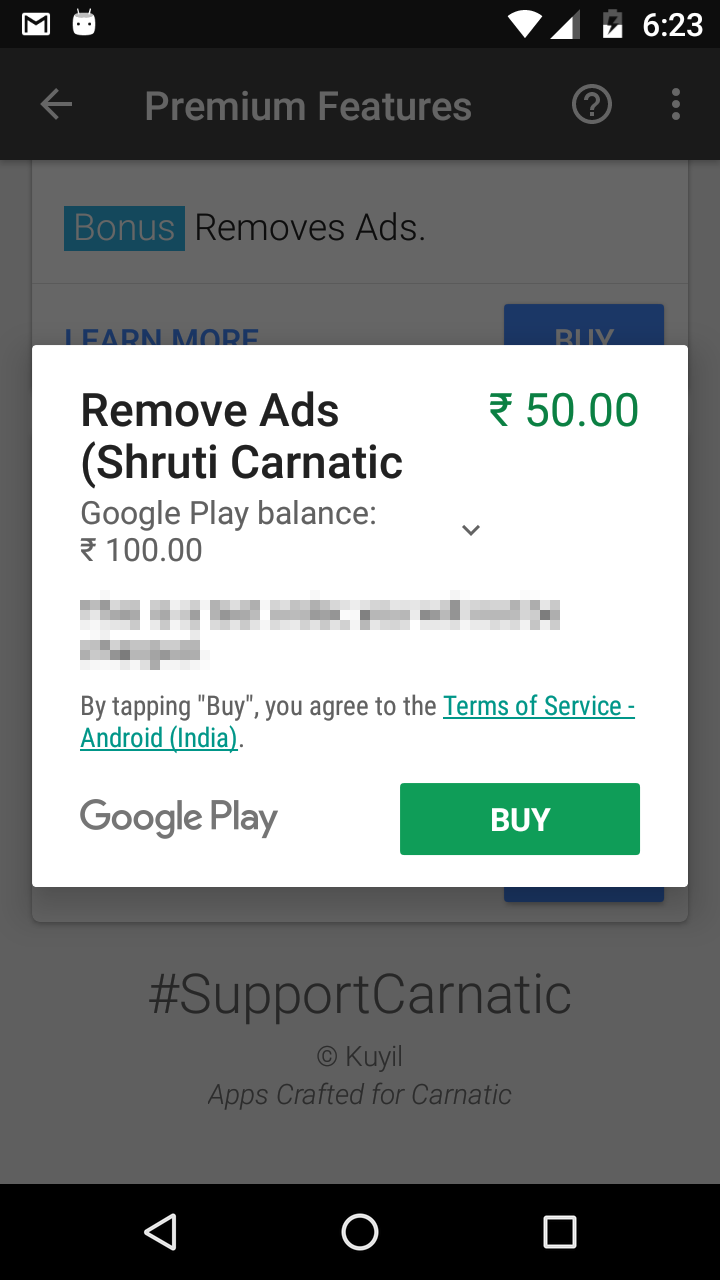 6:23
Premium Features
Bonus Removes Ads.
LEARN MORE BUY
Remove Ads ₹ 50.00
(Shruti Carnatic
Google Play balance:
₹ 100.00
By tapping "Buy", you agree to the Terms of Service -
Android (India).
Google Play BUY
#SupportCarnatic
© Kuyil
Apps Crafted for Carnatic